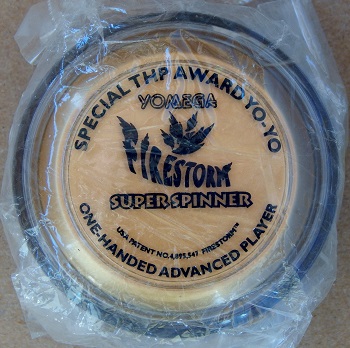 SPECIAL THP AWARD YO-YO
YOMEGA
FIRESTORM
SUPER SPINNER
USA PATENT NO. 4,895,547 FIRESTORM™
ONE-HANDED ADVANCED PLAYER